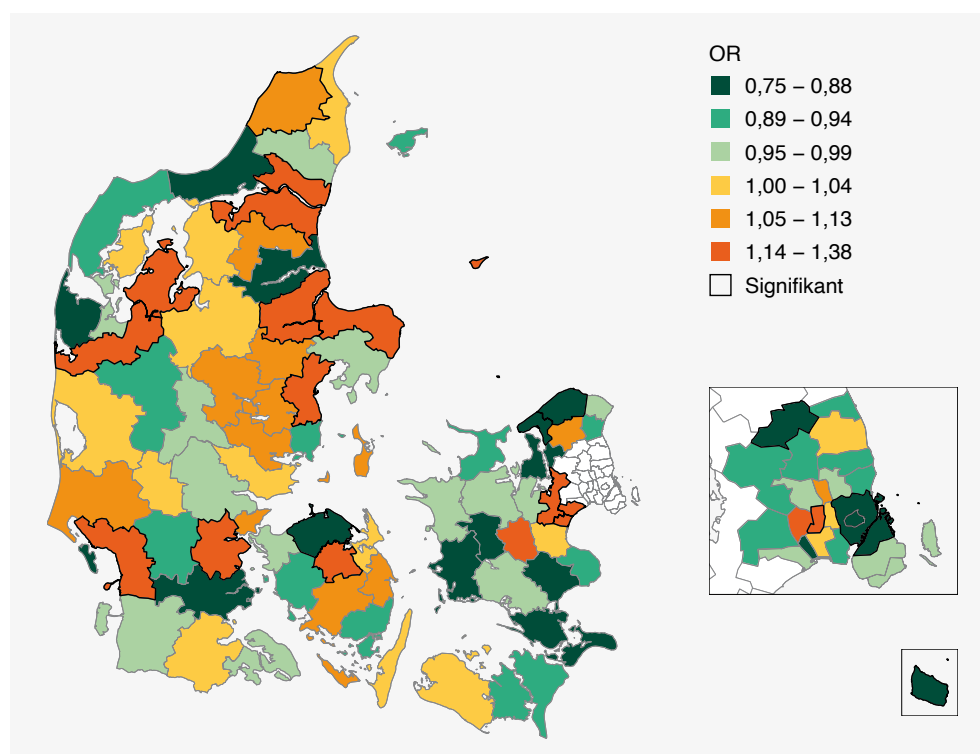 OR
0,75 – 0,88
0,89 – 0,94
0,95 – 0,99
1,00 – 1,04
1,05 – 1,13
1,14 – 1,38
Signifikant